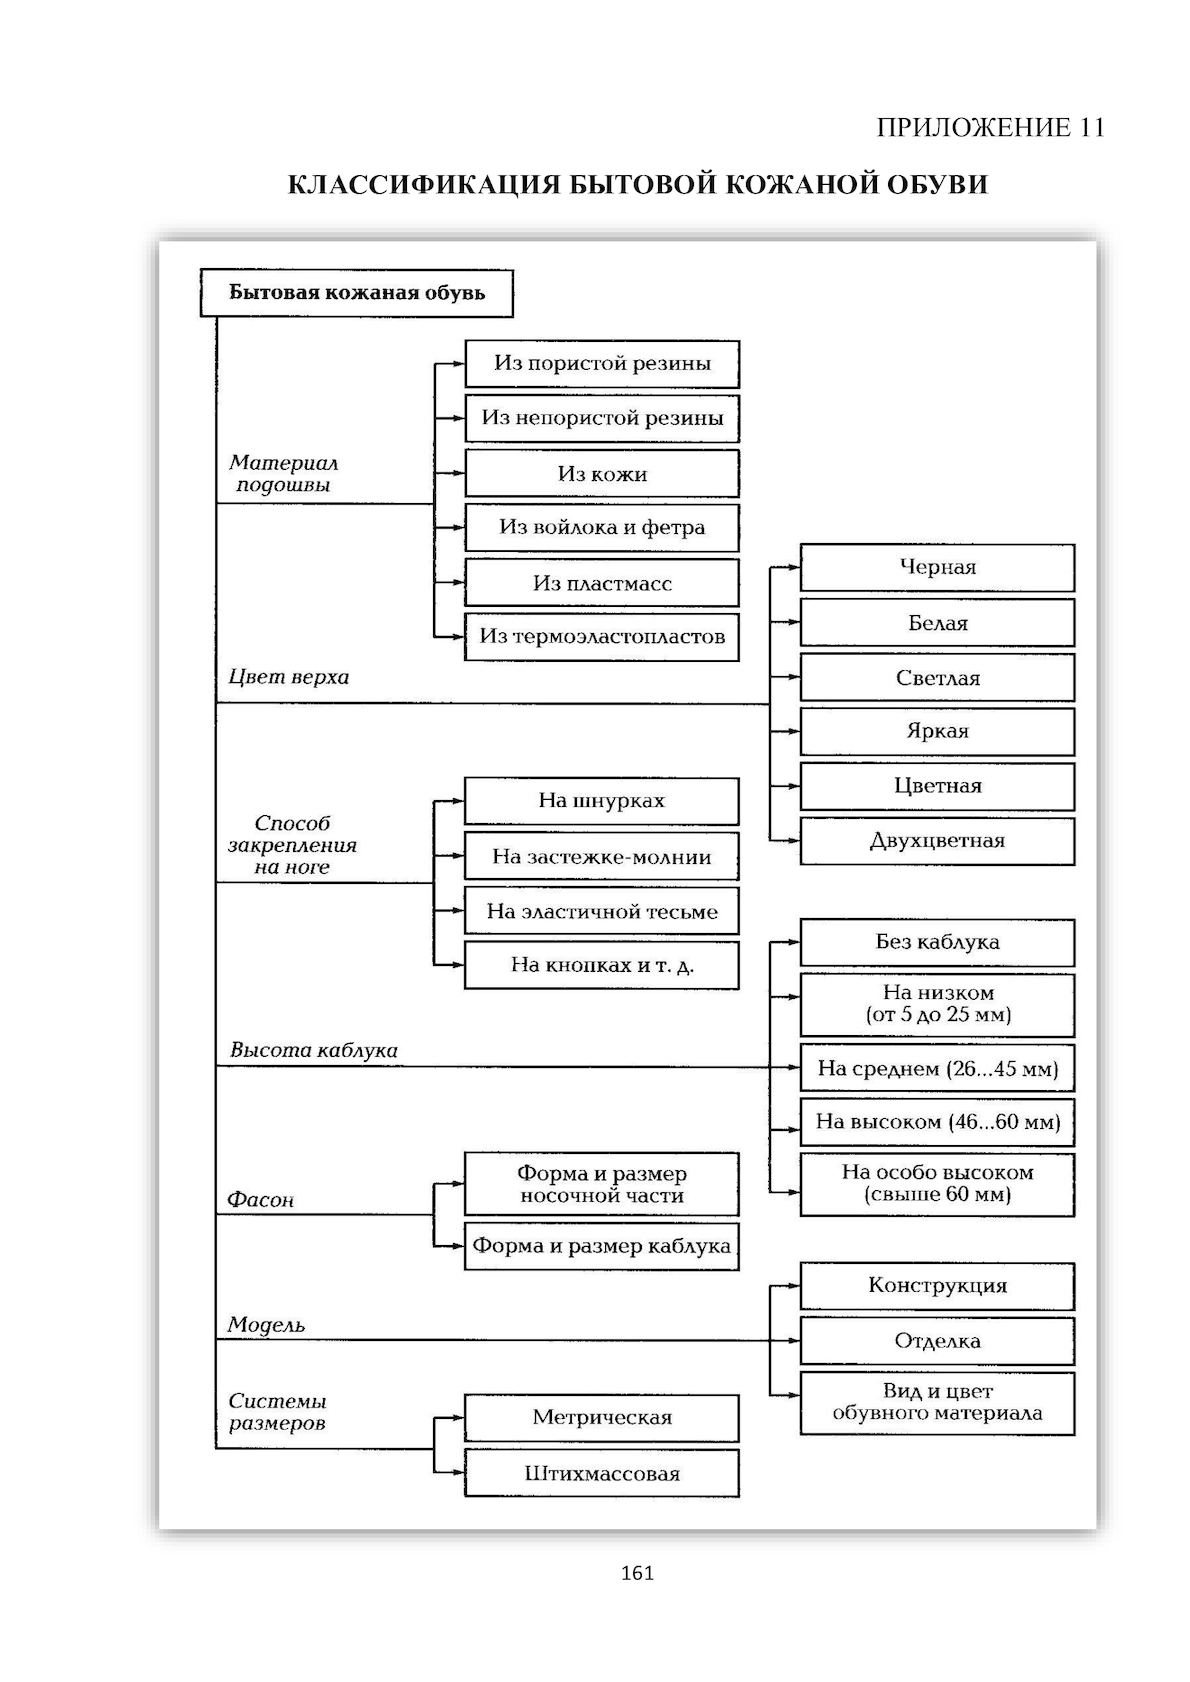 ПРИЛОЖЕНИЕ 11
КЛАССИФИКАЦИЯ БЫТОВОЙ КОЖАНОЙ ОБУВИ
Бытовая кожаная обувь
Материал
подошвы
Из пористой резины
Из непористой резины
Из кожи
Из войлока и фетра
Из пластмасс
Из термоэластопластов
Цвет верха
Черная
Белая
Светлая
Яркая
Цветная
Двухцветная
Способ
закрепления
на ноге
На шнурках
На застежке-молнии
На эластичной тесьме
На кнопках и т. д.
Высота каблука
Без каблука
На низком
(от 5 до 25 мм)
На среднем (26...45 мм)
На высоком (46...60 мм)
На особо высоком
(свыше 60 мм)
Фасон
Форма и размер
носочной части
Форма и размер каблука
Модель
Конструкция
Отделка
Вид и цвет
обувного материала
Системы
размеров
Метрическая
Штихмассовая
161